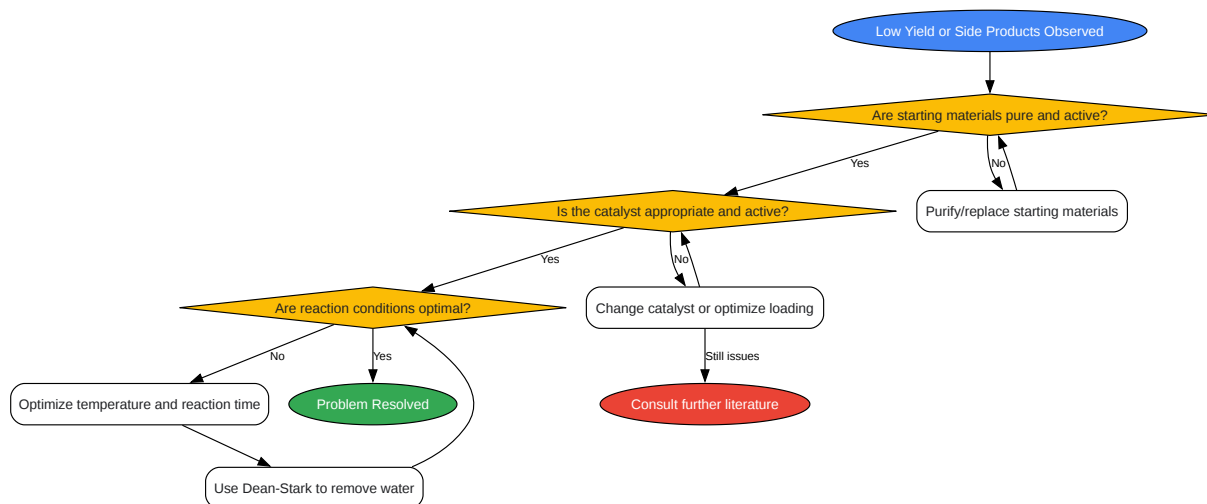 Low Yield or Side Products Observed
Are starting materials pure and active?
Yes
No
Is the catalyst appropriate and active?
Purify/replace starting materials
Yes
No
Are reaction conditions optimal?
Change catalyst or optimize loading
No
Yes
Still issues
Optimize temperature and reaction time
Problem Resolved
Consult further literature
Use Dean-Stark to remove water